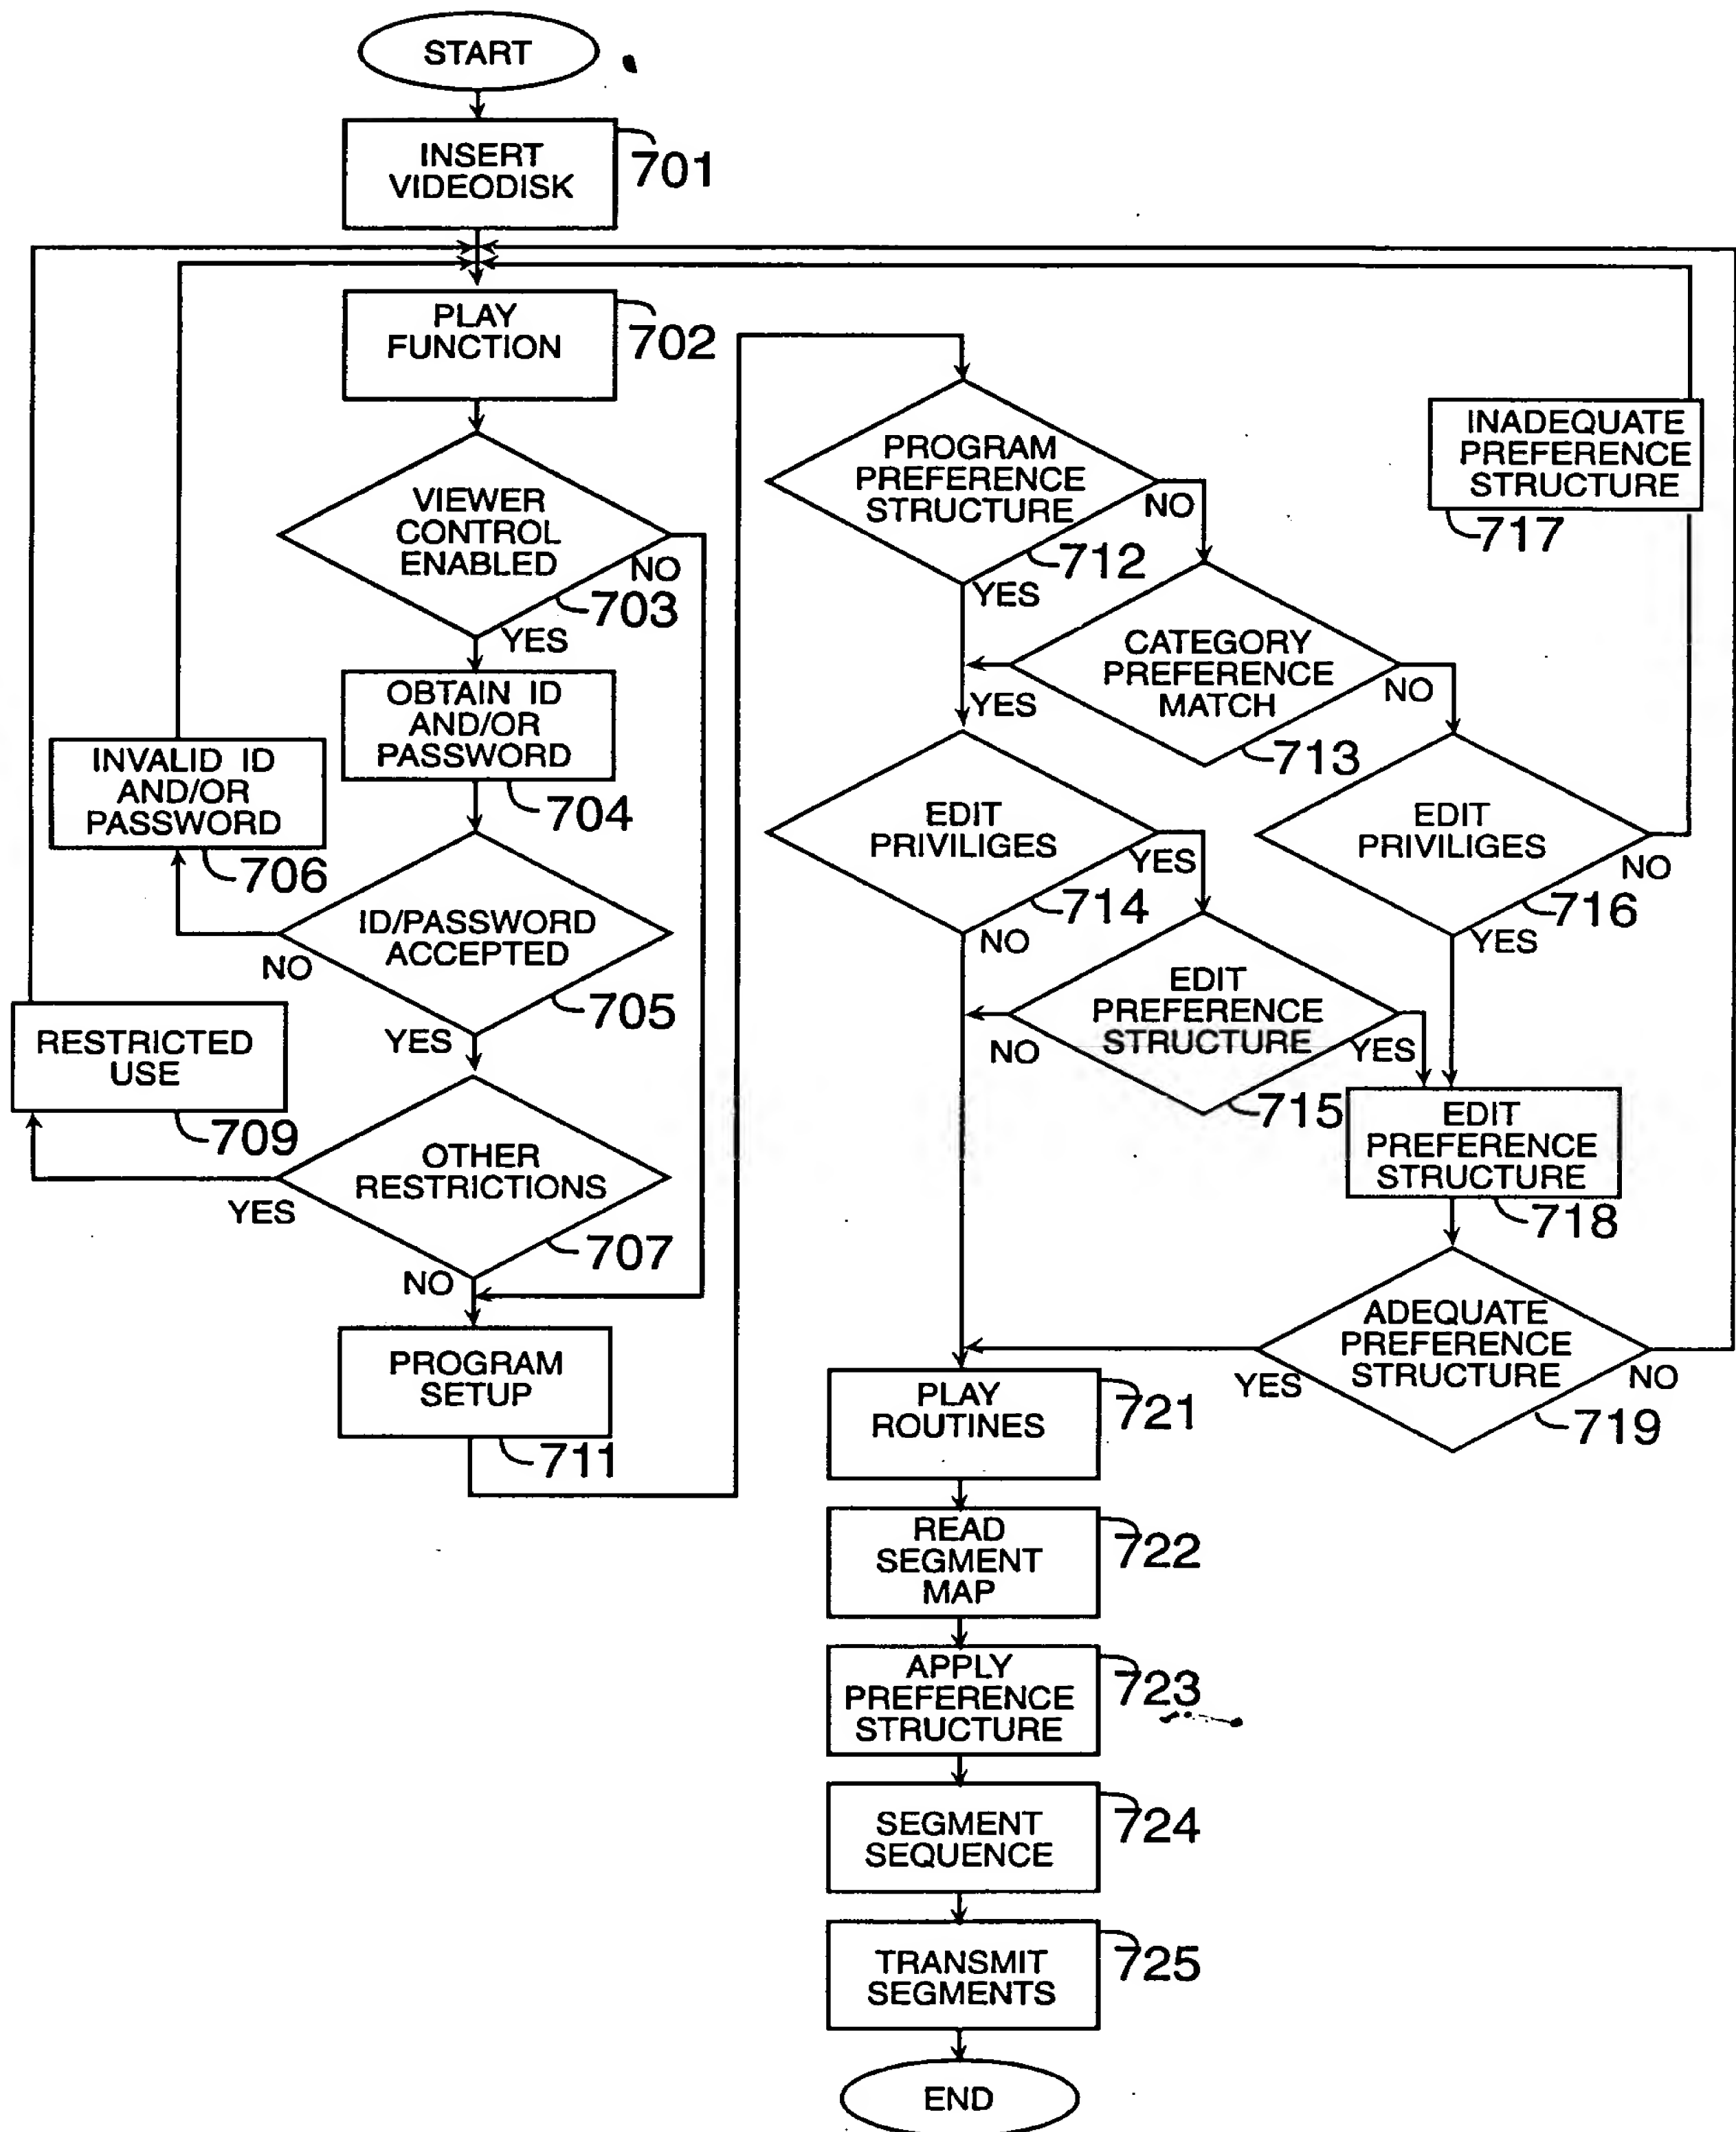 START
INSERT
VIDEODISK
701
PLAY
FUNCTION
702
VIEWER
CONTROL
ENABLED
NO
703
YES
OBTAIN ID
AND/OR
PASSWORD
704
INVALID ID
AND/OR
PASSWORD
706
ID/PASSWORD
ACCEPTED
NO
705
YES
RESTRICTED
USE
709
OTHER
RESTRICTIONS
YES
707
NO
PROGRAM
SETUP
711
PROGRAM
PREFERENCE
STRUCTURE
NO
712
YES
CATEGORY
PREFERENCE
MATCH
YES
NO
713
INADEQUATE
PREFERENCE
STRUCTURE
717
EDIT
PRIVILIGES
YES
714
NO
EDIT
PRIVILIGES
NO
716
YES
EDIT
PREFERENCE
STRUCTURE
NO
YES
715
EDIT
PREFERENCE
STRUCTURE
718
ADEQUATE
PREFERENCE
STRUCTURE
YES
NO
719
PLAY
ROUTINES
721
READ
SEGMENT
MAP
722
APPLY
PREFERENCE
STRUCTURE
723
SEGMENT
SEQUENCE
724
TRANSMIT
SEGMENTS
725
END